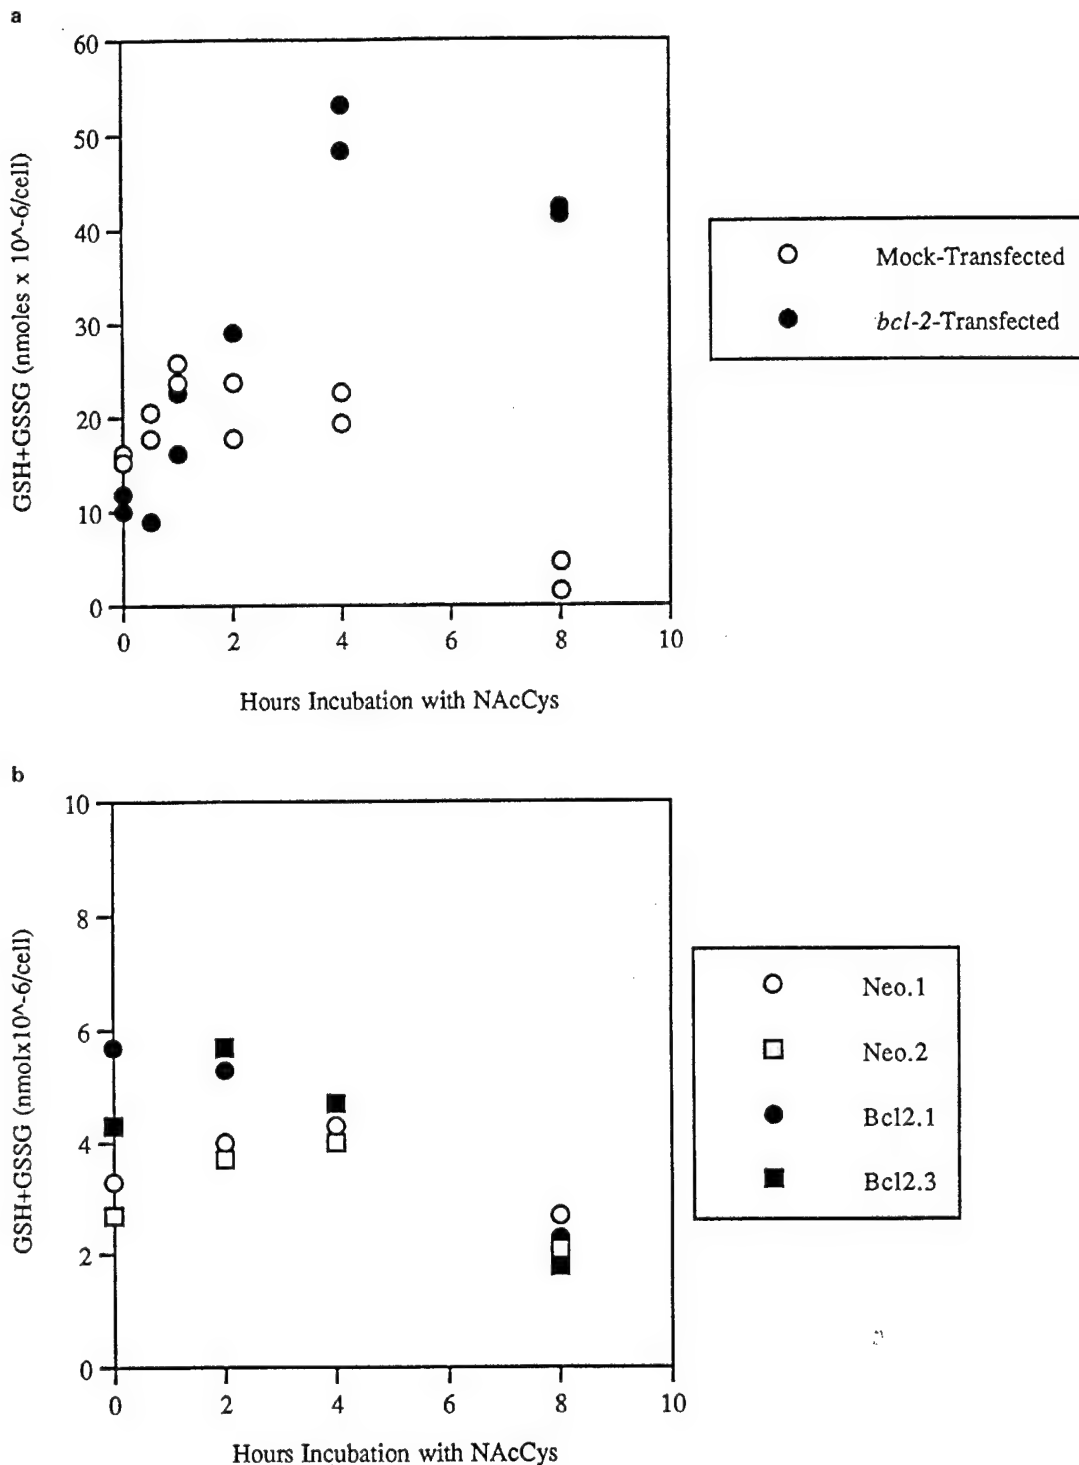 a
60
50
40
30
20
10
0
GSH+GSSG (nmoles x 10^-6/cell)
0 2 4 6 8 10
Hours Incubation with NAcCys
Mock-Transfected
bcl-2-Transfected
b
10
8
6
4
2
0
GSH+GSSG (nmolx10^-6/cell)
0 2 4 6 8 10
Hours Incubation with NAcCys
Neo.1
Neo.2
Bcl2.1
Bcl2.3